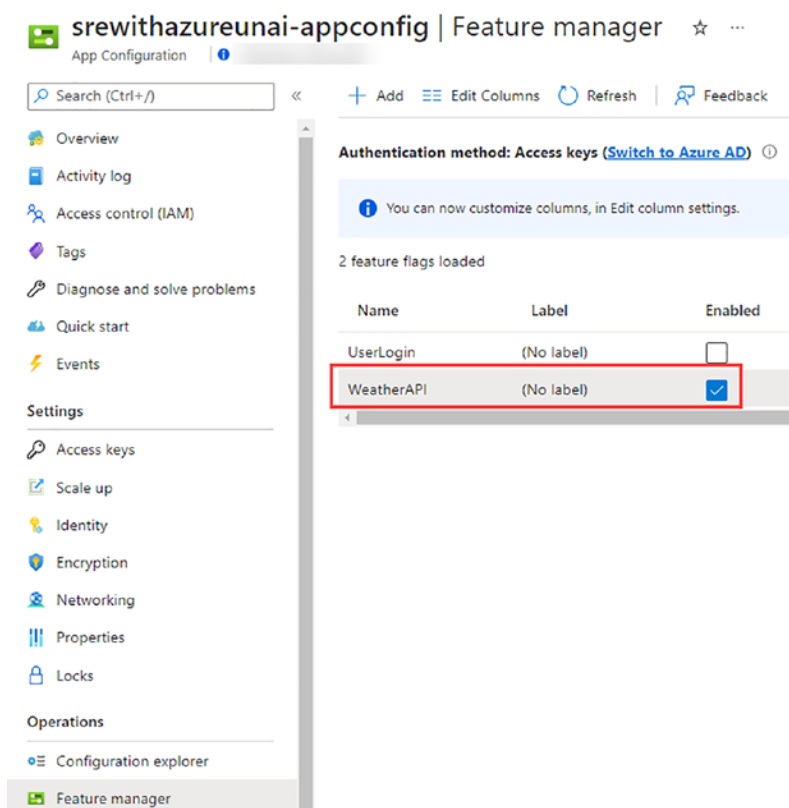 srewithazureunai-appconfig | Feature manager
App Configuration
Search (Ctrl+/)
Overview
Activity log
Access control (IAM)
Tags
Diagnose and solve problems
Quick start
Events
Settings
Access keys
Scale up
Identity
Encryption
Networking
Properties
Locks
Operations
Configuration explorer
Feature manager
Add Edit Columns Refresh Feedback
Authentication method: Access keys (Switch to Azure AD)
You can now customize columns, in Edit column settings.
2 feature flags loaded
Name Label Enabled
UserLogin (No label)
WeatherAPI (No label)